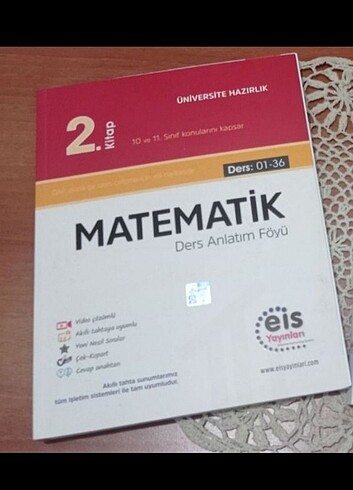 ÜNİVERSİTE HAZIRLIK
2. Kitap
10 ve 11. Sınıf konularını kapsar
Ders: 01-36
MATEMATİK
Ders Anlatım Föyü
Video çözümlü
Akıllı tahtaya uyumlu
Yeni Nesil Sorular
Çek-Kopart
Cevap anahtarı
eis
Yayınları
www.eisyayinlari.com
Akıllı tahta sunumlarımız
tüm işletim sistemleri ile tam uyumludur.